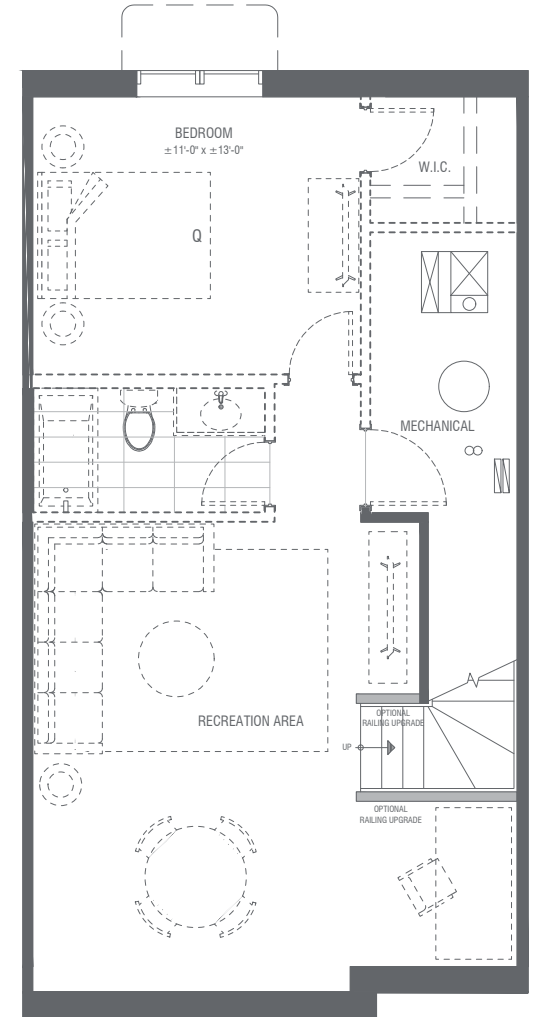 BEDROOM
±11'-0" x ±13'-0"
W.I.C.
Q
MECHANICAL
RECREATION AREA
OPTIONAL
RAILING UPGRADE
UP
OPTIONAL
RAILING UPGRADE